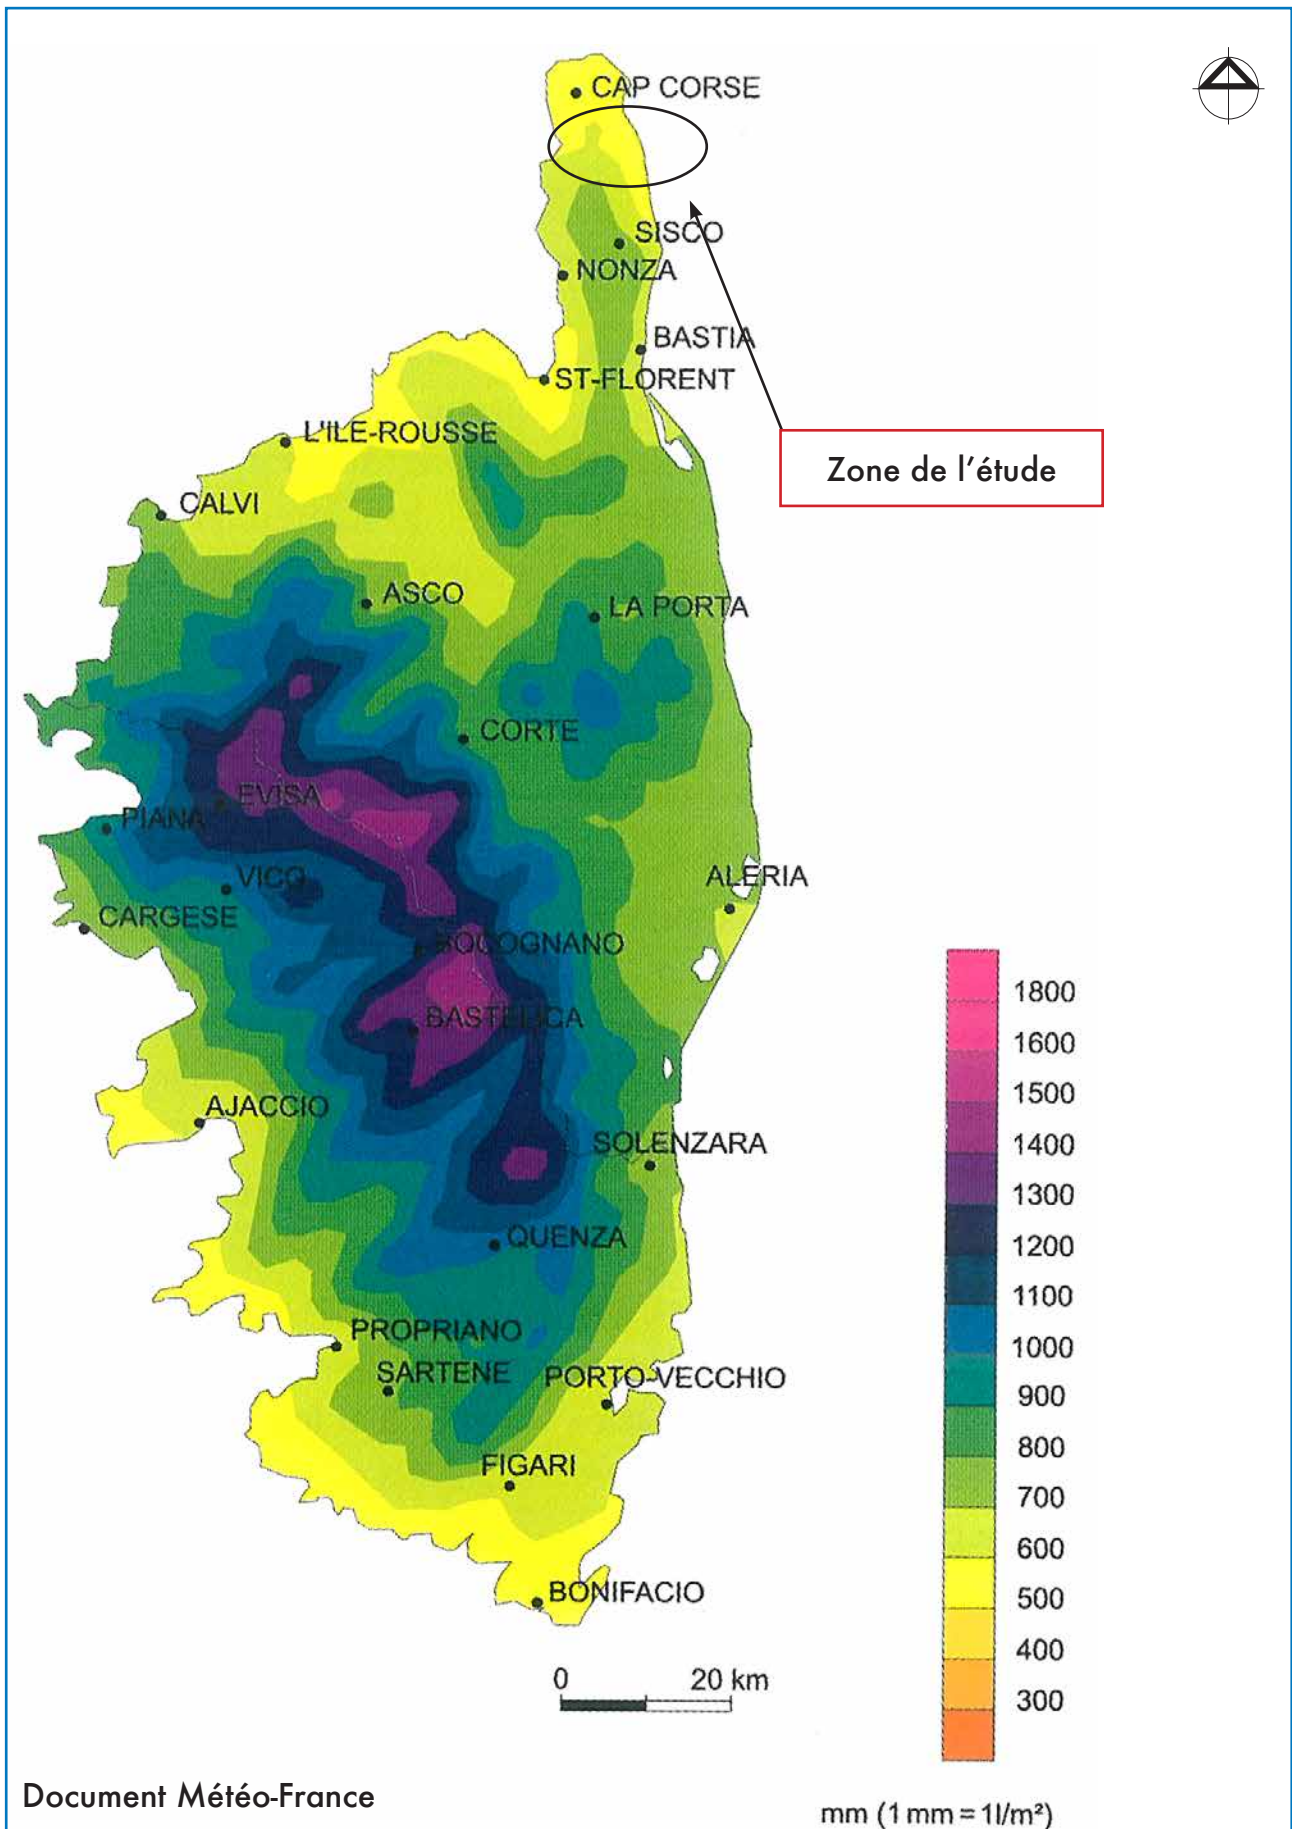 CAP CORSE
SISCO
NONZA
BASTIA
ST-FLORENT
L'ILE-ROUSSE
Zone de l'étude
CALVI
ASCO
LA PORTA
CORTE
EVISA
PIANA
ALERIA
VICO
CARGESE
BOCOGNANO
1800
BASTELICA
1600
1500
AJACCIO
1400
SOLENZARA
1300
QUENZA
1200
1100
PROPRIANO
1000
SARTENE
PORTO-VECCHIO
900
800
FIGARI
700
600
BONIFACIO
500
400
0 20 km
300
Document Météo-France
mm (1 mm = 1l/m²)